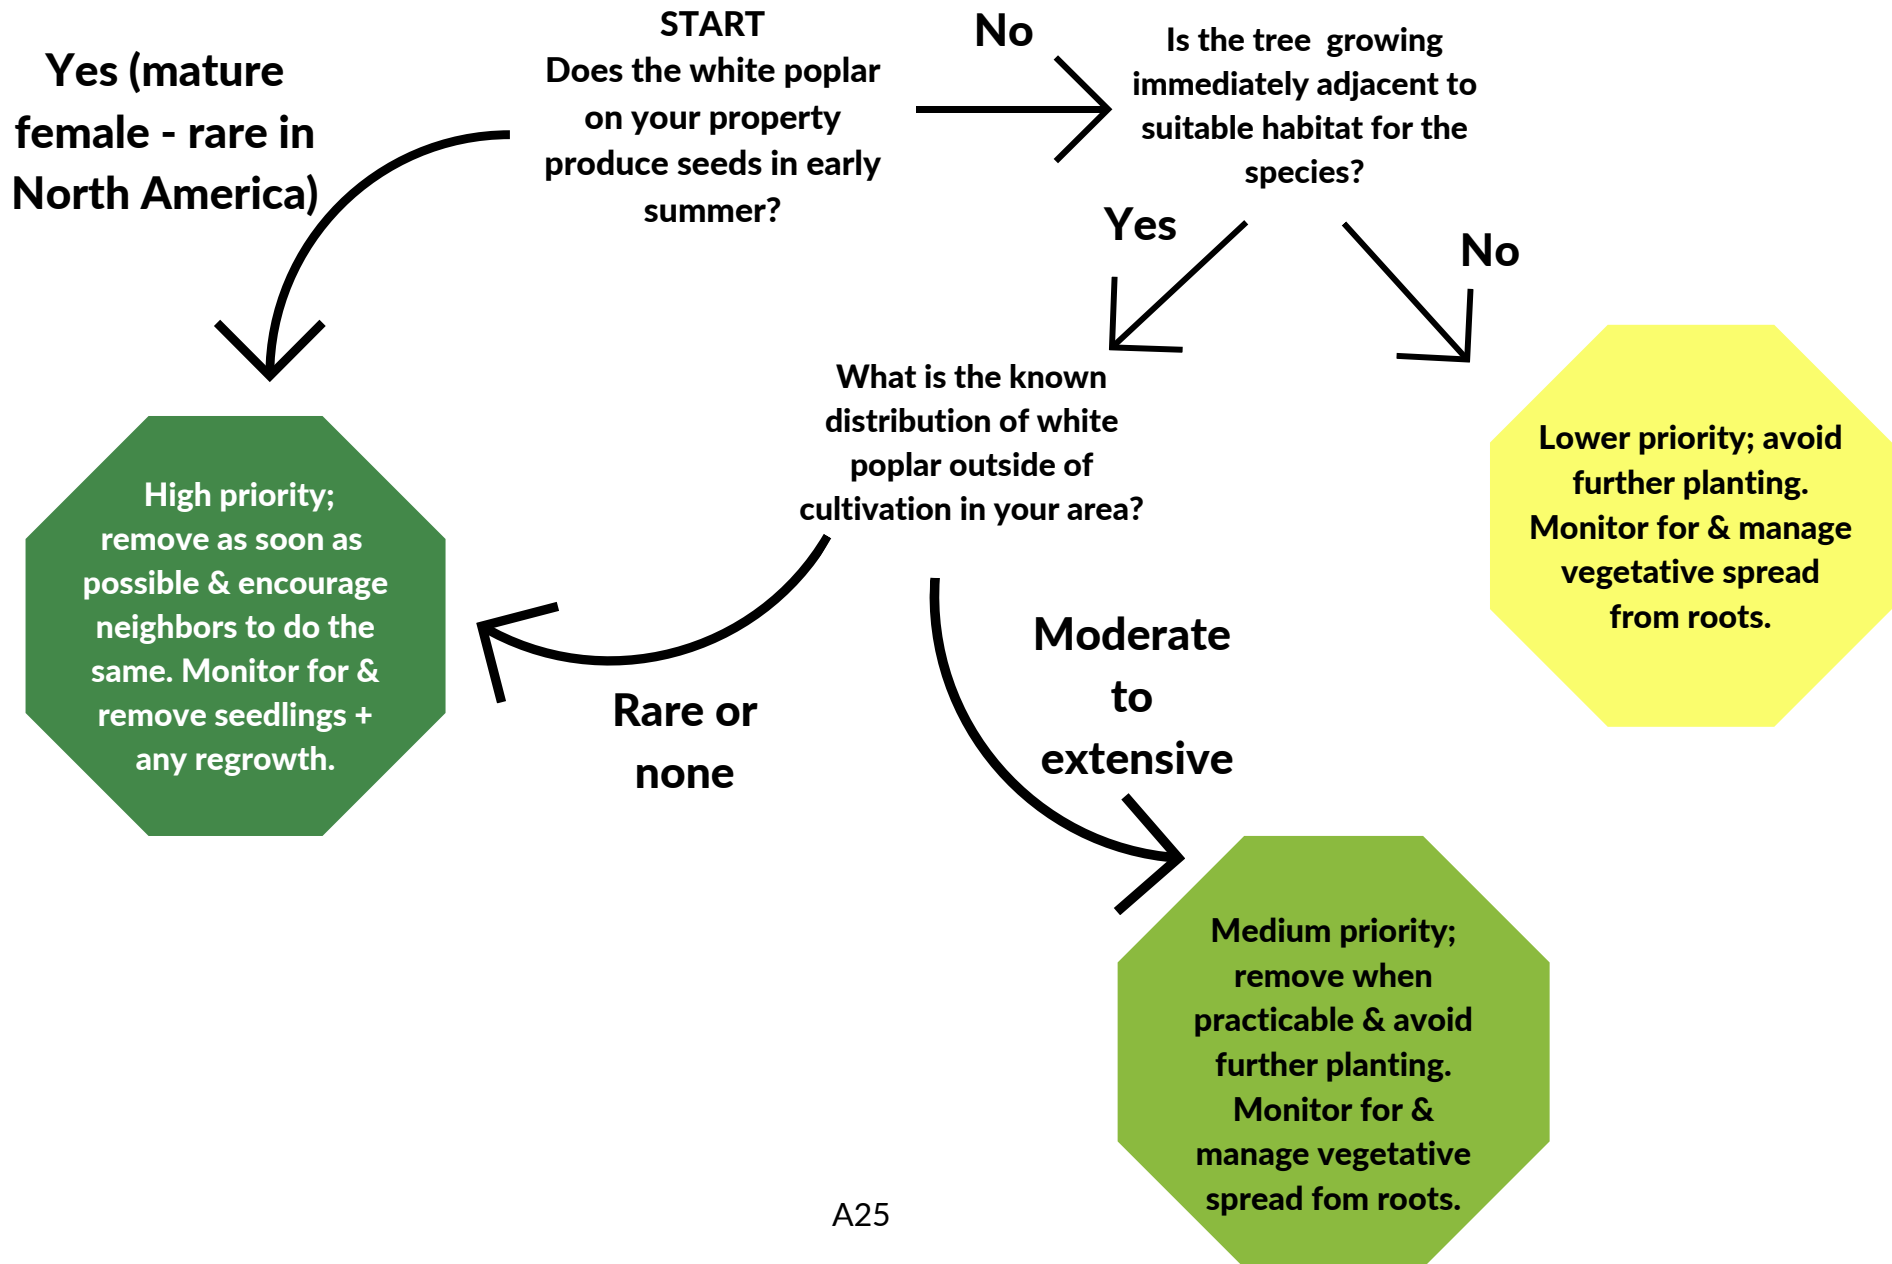 START
Does the white poplar
on your property
produce seeds in early
summer?
Yes (mature
female - rare in
North America)
No
Is the tree growing
immediately adjacent to
suitable habitat for the
species?
Yes
No
What is the known
distribution of white
poplar outside of
cultivation in your area?
Lower priority; avoid
further planting.
Monitor for & manage
vegetative spread
from roots.
High priority;
remove as soon as
possible & encourage
neighbors to do the
same. Monitor for &
remove seedlings +
any regrowth.
Rare or
none
Moderate
to
extensive
Medium priority;
remove when
practicable & avoid
further planting.
Monitor for &
manage vegetative
spread fom roots.
A25